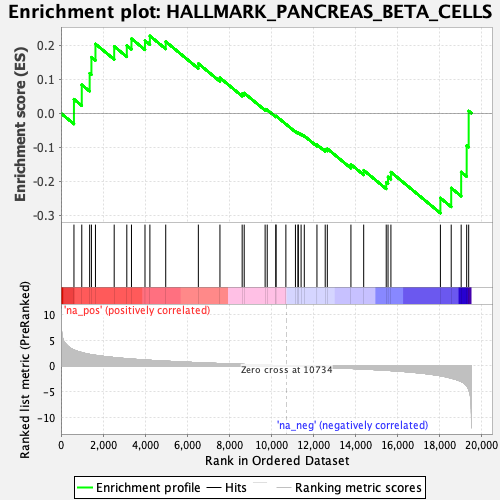 Enrichment plot: HALLMARK_PANCREAS_BETA_CELLS
Enrichment score (ES)
0.2
0.1
0.0
-0.1
-0.2
-0.3
'na_pos' (positively correlated)
Ranked list metric (PreRanked)
10
5
0
-5
-10
Zero cross at 10734
'na_neg' (negatively correlated)
0
2,000
4,000
6,000
8,000
10,000
12,000
14,000
16,000
18,000
20,000
Rank in Ordered Dataset
Enrichment profile
Hits
Ranking metric scores